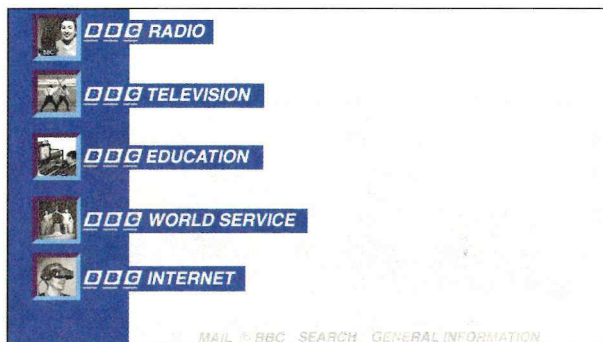 BBC RADIO
BBC TELEVISION
BBC EDUCATION
BBC WORLD SERVICE
BBC INTERNET
MAIL BBC SEARCH GENERAL INFORMATION